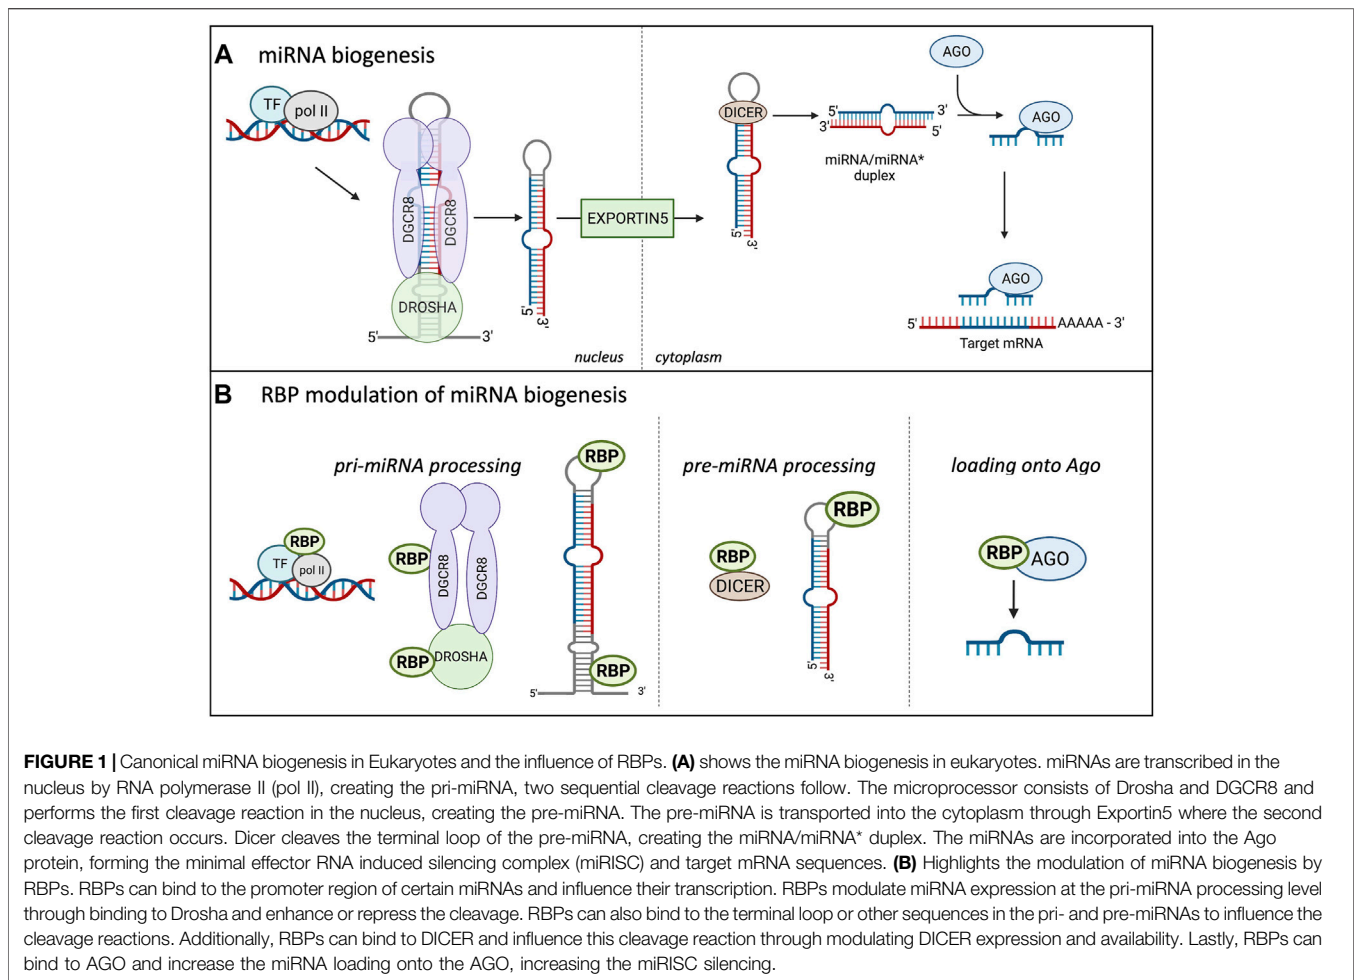 A miRNA biogenesis
TF
pol II
DGCR8
DGCR8
DROSHA
5'
3'
5'
3'
EXPORTIN5
nucleus
cytoplasm
DICER
5'
3'
5'
3'
3'
5'
miRNA/miRNA*
duplex
AGO
AGO
AGO
5'
AAAAA - 3'
Target mRNA
B RBP modulation of miRNA biogenesis
pri-miRNA processing
RBP
TF
pol II
RBP
DGCR8
DGCR8
RBP
DROSHA
RBP
RBP
5'
3'
pre-miRNA processing
RBP
DICER
RBP
5'
3'
loading onto Ago
RBP
AGO
FIGURE 1 | Canonical miRNA biogenesis in Eukaryotes and the influence of RBPs. (A) shows the miRNA biogenesis in eukaryotes. miRNAs are transcribed in the
nucleus by RNA polymerase II (pol II), creating the pri-miRNA, two sequential cleavage reactions follow. The microprocessor consists of Drosha and DGCR8 and
performs the first cleavage reaction in the nucleus, creating the pre-miRNA. The pre-miRNA is transported into the cytoplasm through Exportin5 where the second
cleavage reaction occurs. Dicer cleaves the terminal loop of the pre-miRNA, creating the miRNA/miRNA* duplex. The miRNAs are incorporated into the Ago
protein, forming the minimal effector RNA induced silencing complex (miRISC) and target mRNA sequences. (B) Highlights the modulation of miRNA biogenesis by
RBPs. RBPs can bind to the promoter region of certain miRNAs and influence their transcription. RBPs modulate miRNA expression at the pri-miRNA processing level
through binding to Drosha and enhance or repress the cleavage. RBPs can also bind to the terminal loop or other sequences in the pri- and pre-miRNAs to influence the
cleavage reactions. Additionally, RBPs can bind to DICER and influence this cleavage reaction through modulating DICER expression and availability. Lastly, RBPs can
bind to AGO and increase the miRNA loading onto the AGO, increasing the miRISC silencing.